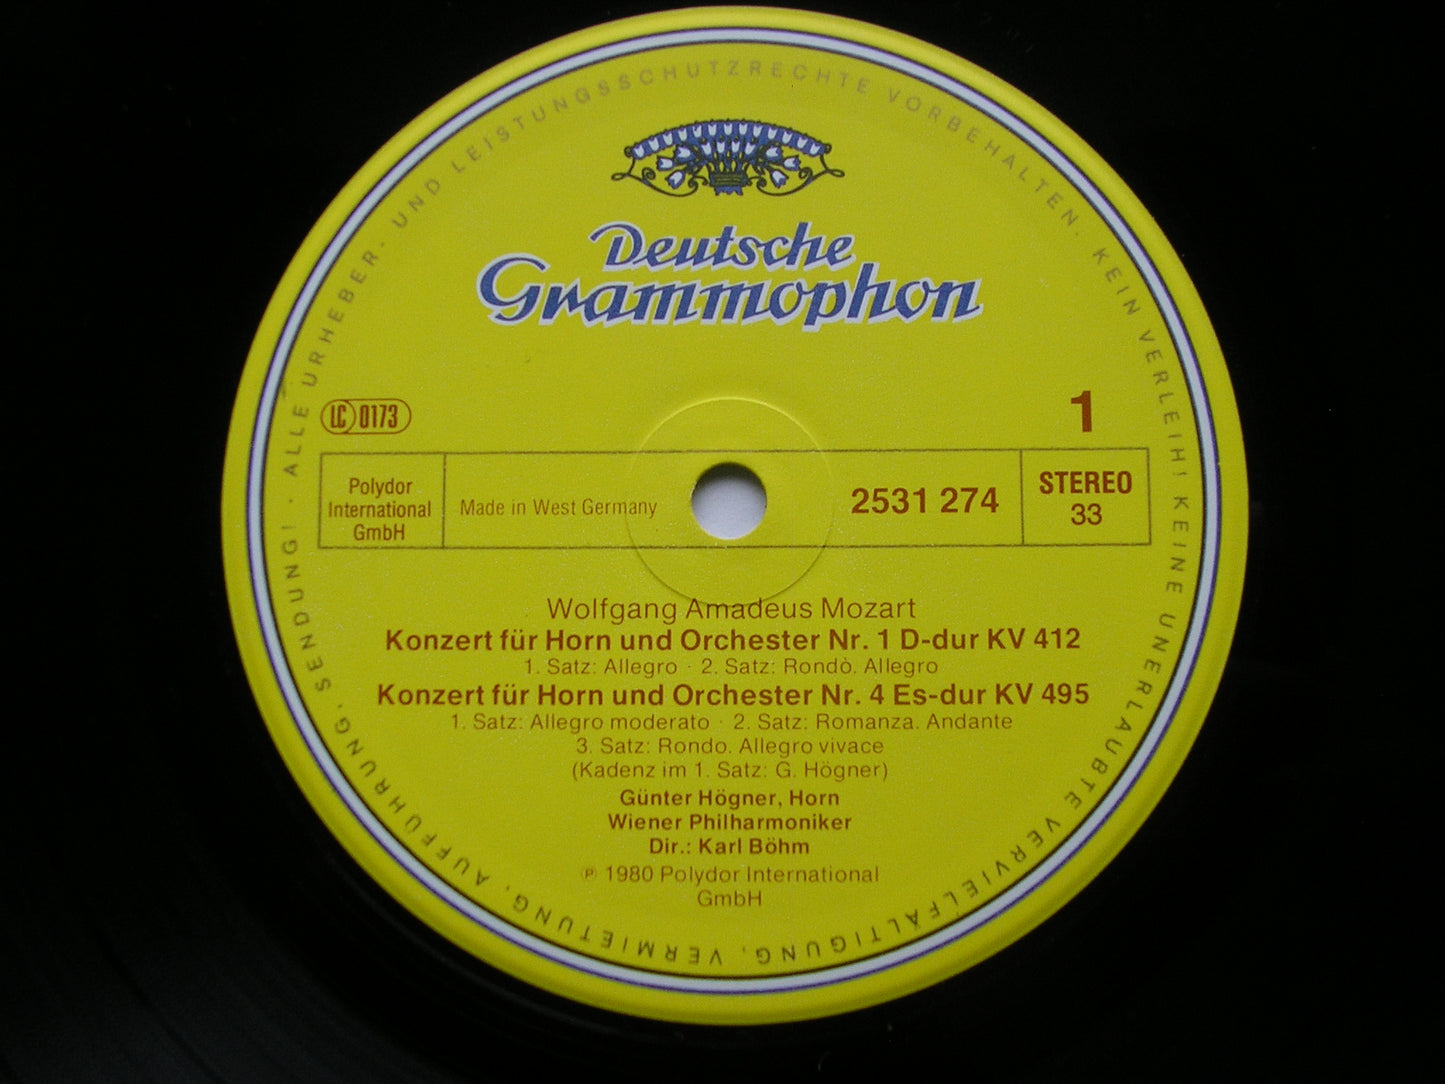 ALLE URHEBER- UND LEISTUNGSSCHUTZRECHTE VORBEHALTEN. KEIN VERLEIH! KEINE UNERLAUBTE VERVIELFÄLTIGUNG, VERMIETUNG, AUFFÜHRUNG, SENDUNG! ·
Deutsche
Grammophon
LC 0173
1
Polydor
International
GmbH
Made in West Germany
2531 274
STEREO
33
Wolfgang Amadeus Mozart
Konzert für Horn und Orchester Nr. 1 D-dur KV 412
1. Satz: Allegro · 2. Satz: Rondò. Allegro
Konzert für Horn und Orchester Nr. 4 Es-dur KV 495
1. Satz: Allegro moderato · 2. Satz: Romanza. Andante
3. Satz: Rondo. Allegro vivace
(Kadenz im 1. Satz: G. Högner)
Günter Högner, Horn
Wiener Philharmoniker
Dir.: Karl Böhm
℗ 1980 Polydor International
GmbH